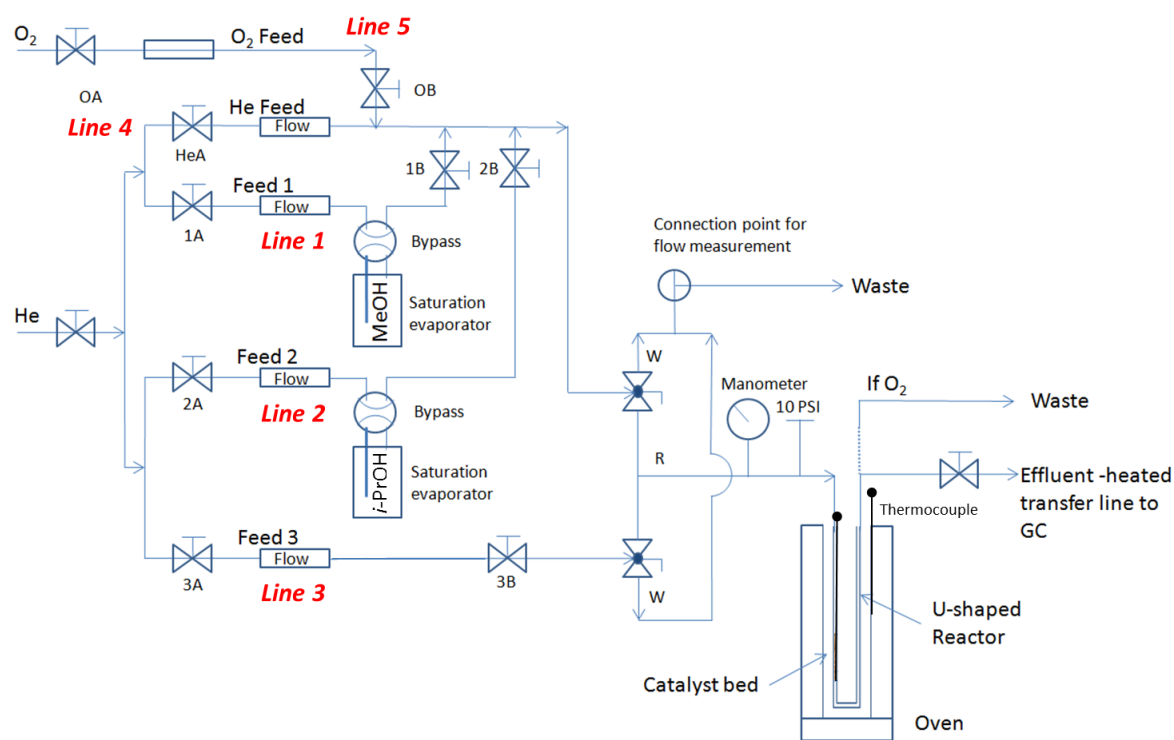 O2
O2 Feed
Line 5
OA
OB
Line 4
He Feed
Flow
HeA
1B
2B
Feed 1
Flow
1A
Line 1
Bypass
MeOH
Saturation
evaporator
Connection point for
flow measurement
Waste
He
Feed 2
Flow
2A
Line 2
Bypass
i-PrOH
Saturation
evaporator
W
Manometer
10 PSI
R
If O2
Waste
Effluent -heated
transfer line to
GC
Thermocouple
Feed 3
Flow
3A
Line 3
3B
W
U-shaped
Reactor
Catalyst bed
Oven